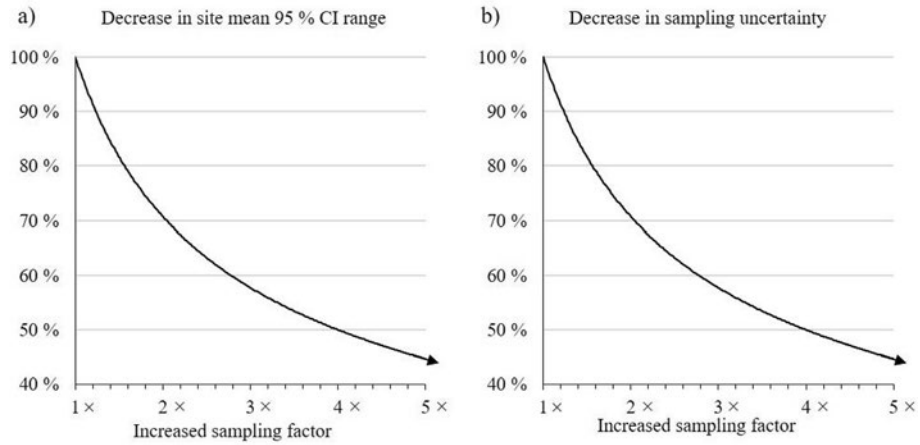 a) Decrease in site mean 95 % CI range
100 %
90 %
80 %
70 %
60 %
50 %
40 %
1 × 2 × 3 × 4 × 5 ×
Increased sampling factor
b) Decrease in sampling uncertainty
100 %
90 %
80 %
70 %
60 %
50 %
40 %
1 × 2 × 3 × 4 × 5 ×
Increased sampling factor